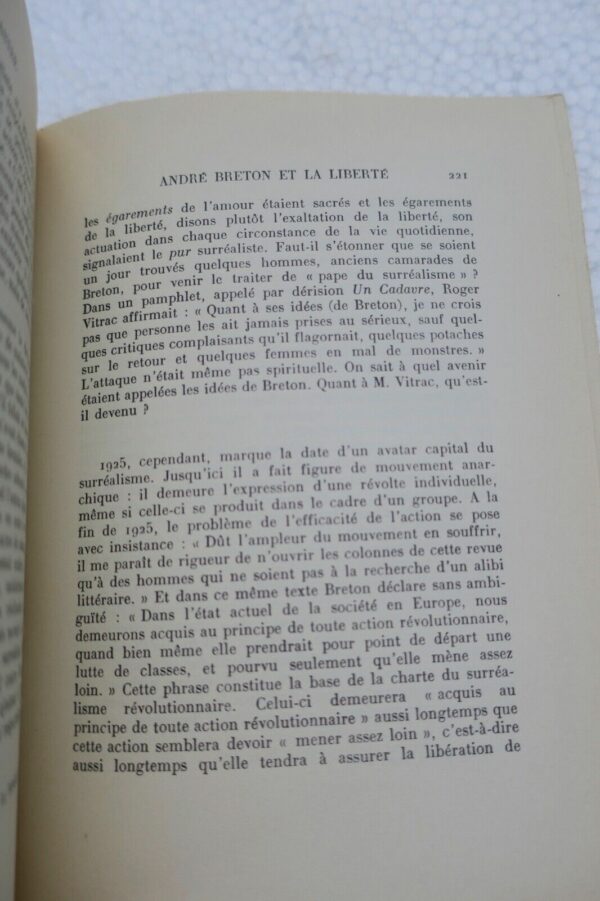 ANDRÉ BRETON ET LA LIBERTÉ 221
les égarements de l'amour étaient sacrés et les égarements
de la liberté, disons plutôt l'exaltation de la liberté, son
actuation dans chaque circonstance de la vie quotidienne,
signalaient le pur surréaliste. Faut-il s'étonner que se soient
un jour trouvés quelques hommes, anciens camarades de
Breton, pour venir le traiter de « pape du surréalisme » ?
Dans un pamphlet, appelé par dérision Un Cadavre, Roger
Vitrac affirmait : « Quant à ses idées (de Breton), je ne crois
pas que personne les ait jamais prises au sérieux, sauf quel-
ques critiques complaisants qu'il flagornait, quelques potaches
sur le retour et quelques femmes en mal de monstres. »
L'attaque n'était même pas spirituelle. On sait à quel avenir
étaient appelées les idées de Breton. Quant à M. Vitrac, qu'est-
il devenu ?
1925, cependant, marque la date d'un avatar capital du
surréalisme. Jusqu'ici il a fait figure de mouvement anar-
chique : il demeure l'expression d'une révolte individuelle,
même si celle-ci se produit dans le cadre d'un groupe. A la
fin de 1925, le problème de l'efficacité de l'action se pose
avec insistance : « Dût l'ampleur du mouvement en souffrir,
il me paraît de rigueur de n'ouvrir les colonnes de cette revue
qu'à des hommes qui ne soient pas à la recherche d'un alibi
littéraire. » Et dans ce même texte Breton déclare sans ambi-
guïté : « Dans l'état actuel de la société en Europe, nous
demeurons acquis au principe de toute action révolutionnaire,
quand bien même elle prendrait pour point de départ une
lutte de classes, et pourvu seulement qu'elle mène assez
loin. » Cette phrase constitue la base de la charte du surréa-
lisme révolutionnaire. Celui-ci demeurera « acquis au
principe de toute action révolutionnaire » aussi longtemps que
cette action semblera devoir « mener assez loin », c'est-à-dire
aussi longtemps qu'elle tendra à assurer la libération de